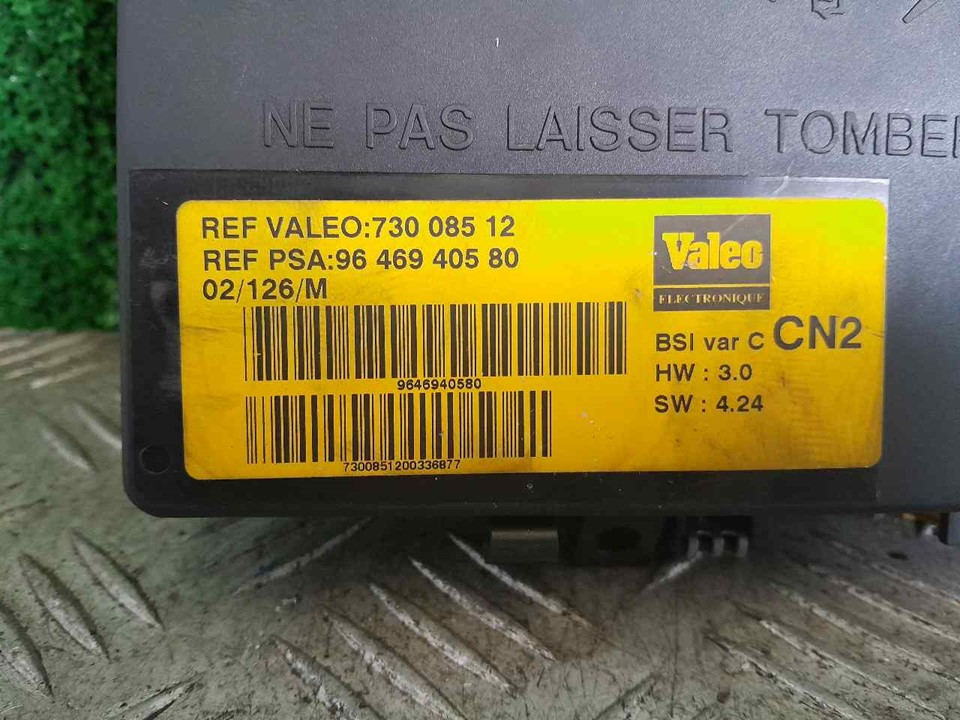 NE PAS LAISSER TOMBER
REF VALEO:730 085 12
REF PSA:96 469 405 80
02/126/M
9646940580
7300851200336877
Valeo
ELECTRONIQUE
BSI var C CN2
HW : 3.0
SW : 4.24